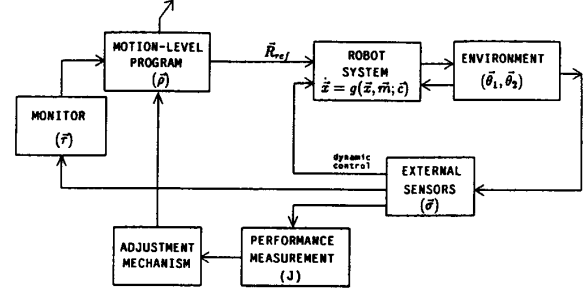 MOTION-LEVEL
PROGRAM
(ρ⃗)
R⃗ref
ROBOT
SYSTEM
ẋ⃗ = g(x⃗, m⃗; c⃗)
ENVIRONMENT
(θ⃗₁, θ⃗₂)
MONITOR
(r⃗)
dynamic
control
EXTERNAL
SENSORS
(σ⃗)
ADJUSTMENT
MECHANISM
PERFORMANCE
MEASUREMENT
(J)